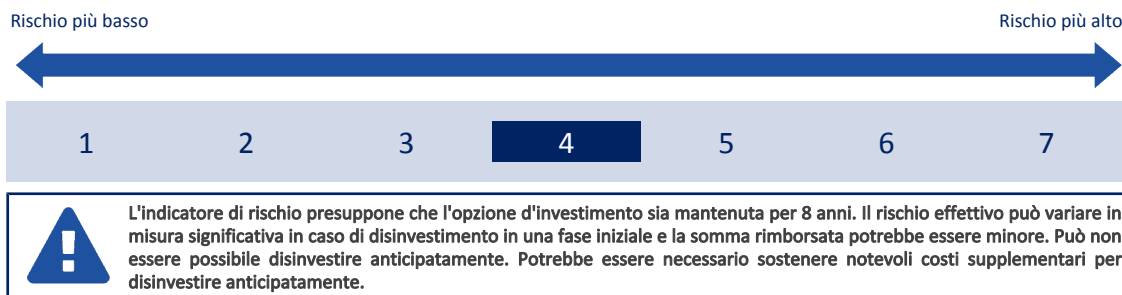 Rischio più basso Rischio più alto
1 2 3 4 5 6 7
L'indicatore di rischio presuppone che l'opzione d'investimento sia mantenuta per 8 anni. Il rischio effettivo può variare in
misura significativa in caso di disinvestimento in una fase iniziale e la somma rimborsata potrebbe essere minore. Può non
essere possibile disinvestire anticipatamente. Potrebbe essere necessario sostenere notevoli costi supplementari per
disinvestire anticipatamente.